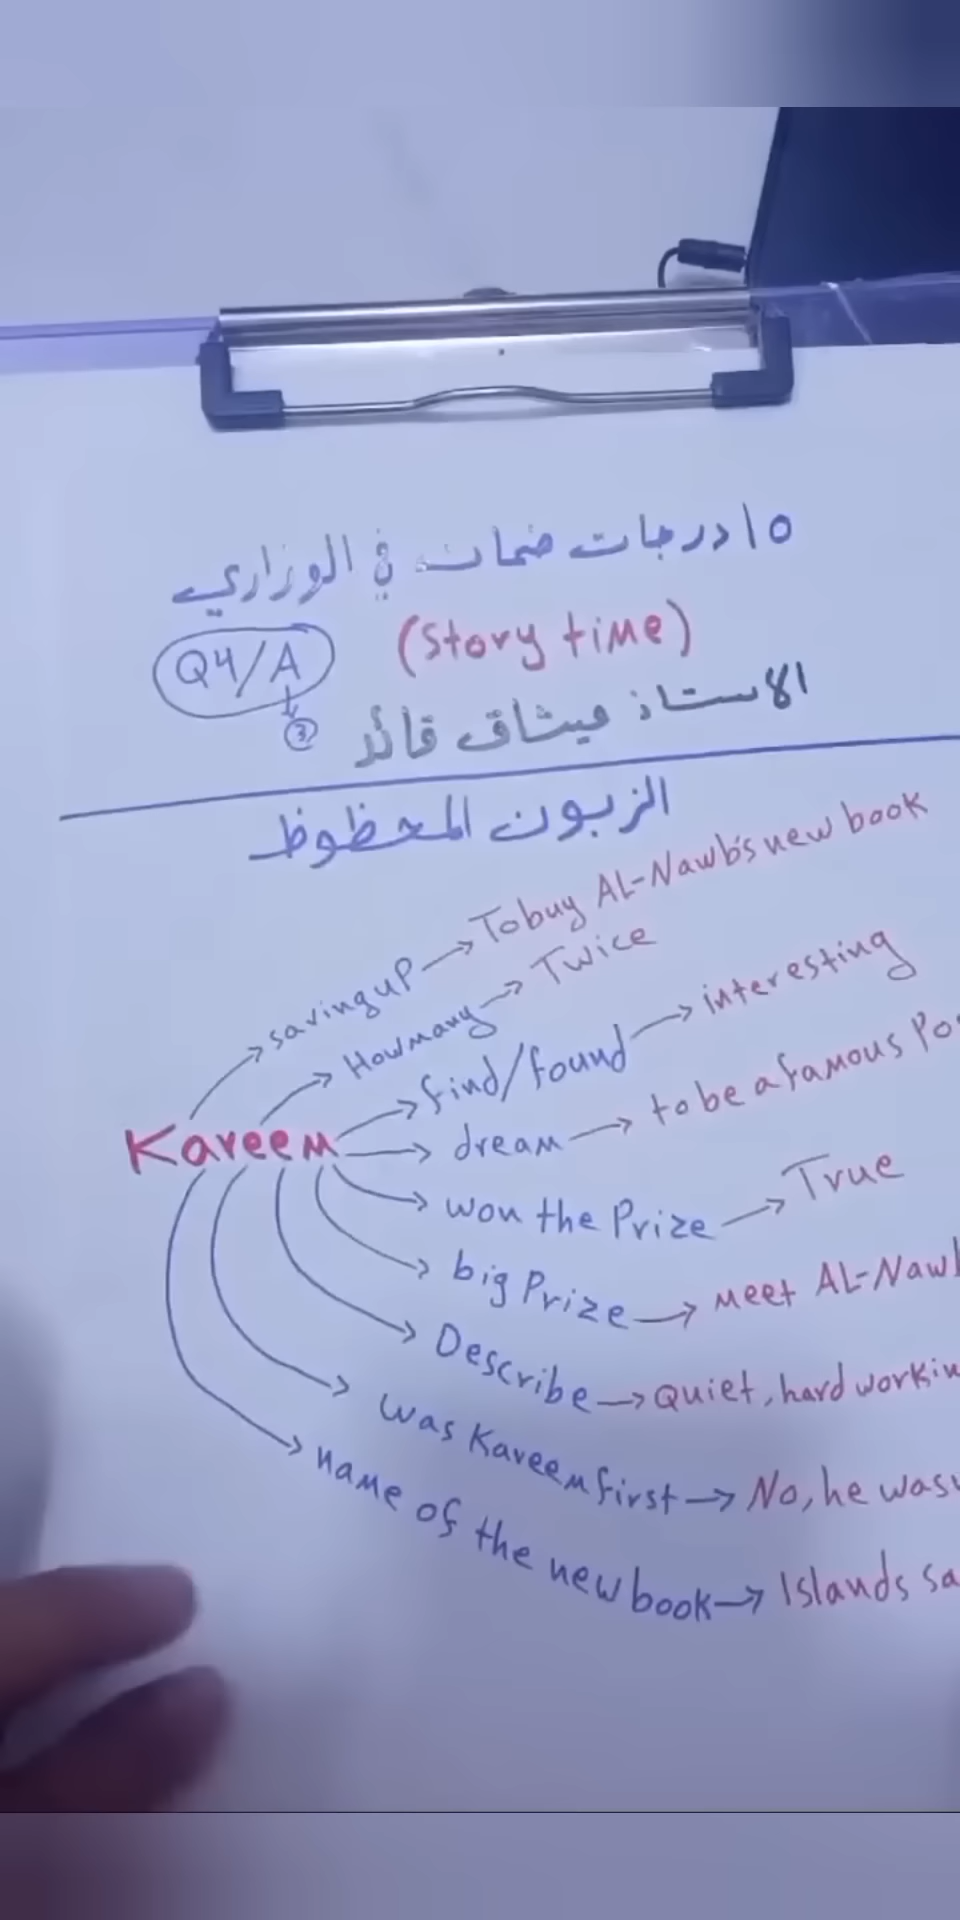 ١٥ درجات ضمان في الوزاري
(Story time)
Q4/A
3
الاستاذ ميثاق قائد
الزبون المحظوظ
Kareem
saving up → To buy AL-Nawb's new book
How many → Twice
find/found → interesting
dream → to be a famous Po
won the Prize → True
big Prize → meet AL-Naw
Describe → Quiet, hard workin
was Kareem first → No, he was
name of the new book → Islands sa